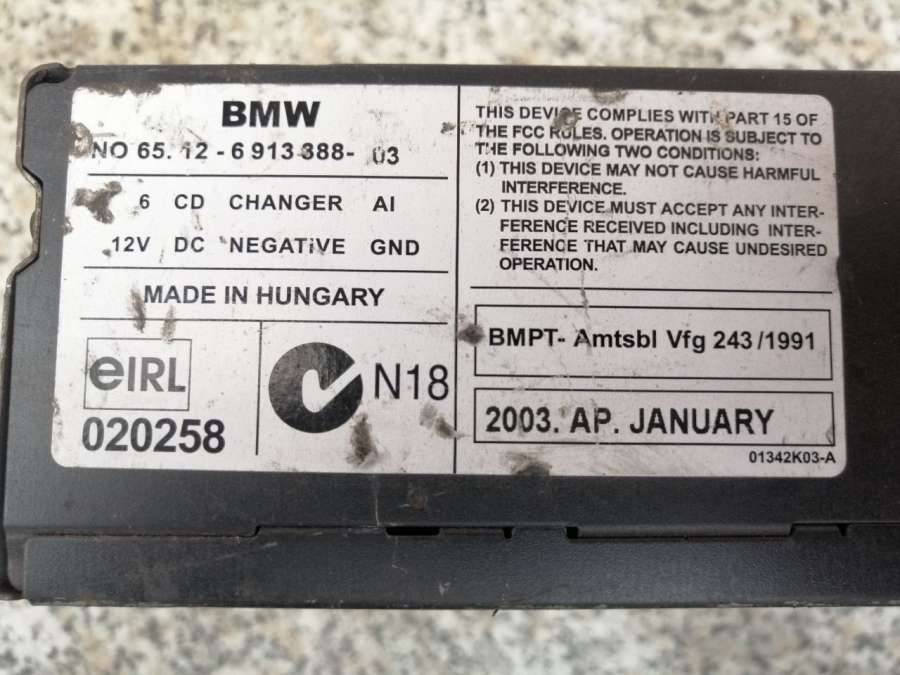 BMW
NO 65. 12 - 6 913 388- 03
6 CD CHANGER AI
12V DC NEGATIVE GND
MADE IN HUNGARY
eIRL
020258
N18
THIS DEVICE COMPLIES WITH PART 15 OF
THE FCC RULES. OPERATION IS SUBJECT TO
THE FOLLOWING TWO CONDITIONS:
(1) THIS DEVICE MAY NOT CAUSE HARMFUL
INTERFERENCE.
(2) THIS DEVICE MUST ACCEPT ANY INTER-
FERENCE RECEIVED INCLUDING INTER-
FERENCE THAT MAY CAUSE UNDESIRED
OPERATION.
BMPT- Amtsbl Vfg 243 /1991
2003. AP. JANUARY
01342K03-A